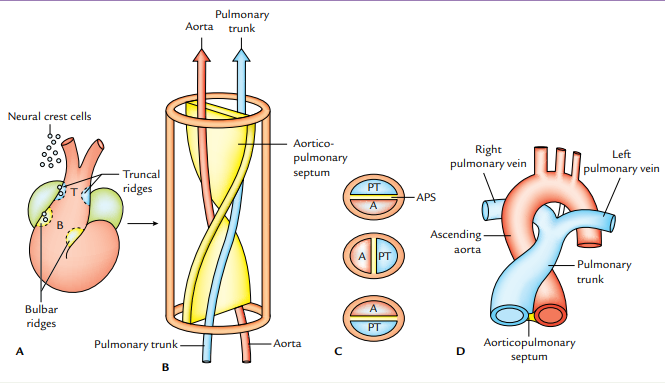 Neural crest cells
T
B
Truncal
ridges
Bulbar
ridges
A
Pulmonary
Aorta trunk
Aortico-
pulmonary
septum
Pulmonary trunk
Aorta
B
PT
A
APS
A PT
A
PT
C
Right
pulmonary vein
Left
pulmonary vein
Ascending
aorta
Pulmonary
trunk
Aorticopulmonary
septum
D